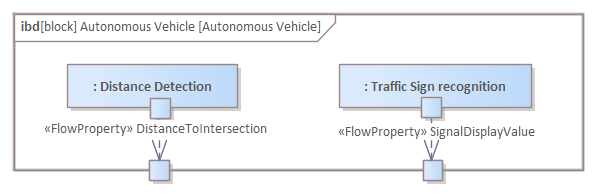 ibd[block] Autonomous Vehicle [Autonomous Vehicle]
: Distance Detection
: Traffic Sign recognition
«FlowProperty» DistanceToIntersection
«FlowProperty» SignalDisplayValue